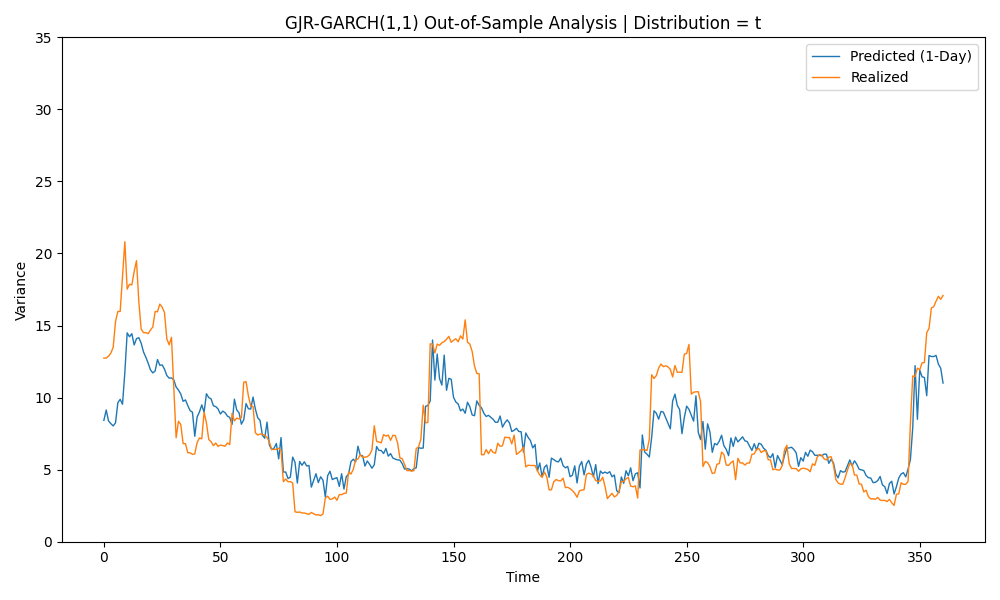 GJR-GARCH(1,1) Out-of-Sample Analysis | Distribution = t
Predicted (1-Day)
Realized
Variance
35
30
25
20
15
10
5
0
0 50 100 150 200 250 300 350
Time